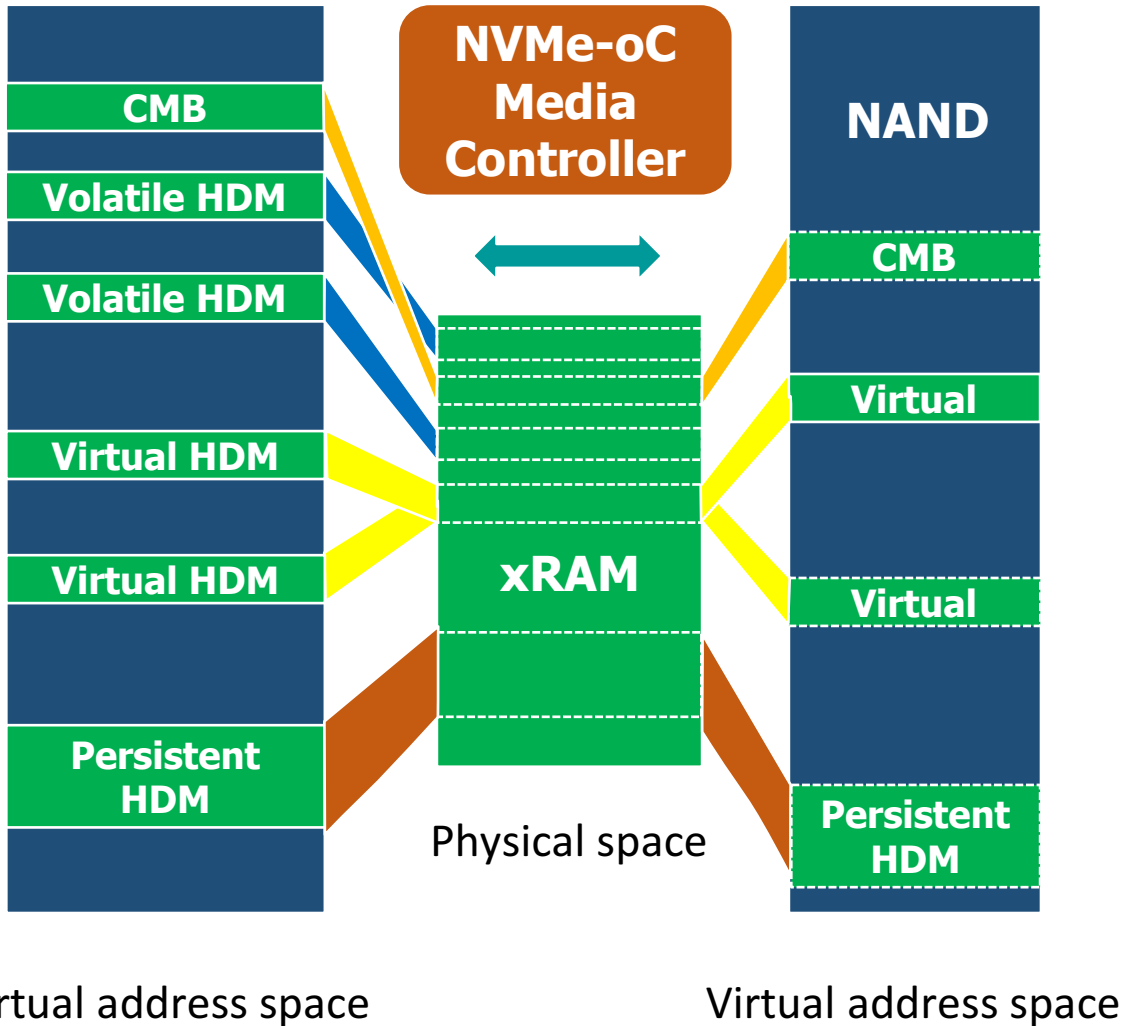 CMB
Volatile HDM
Volatile HDM
Virtual HDM
Virtual HDM
Persistent
HDM
NVMe-oC
Media
Controller
xRAM
Physical space
NAND
CMB
Virtual
Virtual
Persistent
HDM
rtual address space
Virtual address space